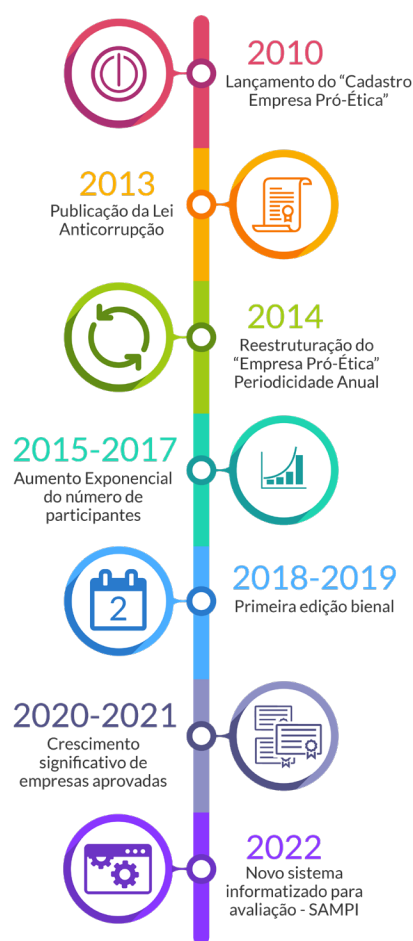 2010
Lançamento do “Cadastro
Empresa Pró-Ética”
2013
Publicação da Lei
Anticorrupção
2014
Reestruturação do
“Empresa Pró-Ética”
Periodicidade Anual
2015-2017
Aumento Exponencial
do número de
participantes
2
2018-2019
Primeira edição bienal
2020-2021
Crescimento
significativo de
empresas aprovadas
2022
Novo sistema
informatizado para
avaliação - SAMPI